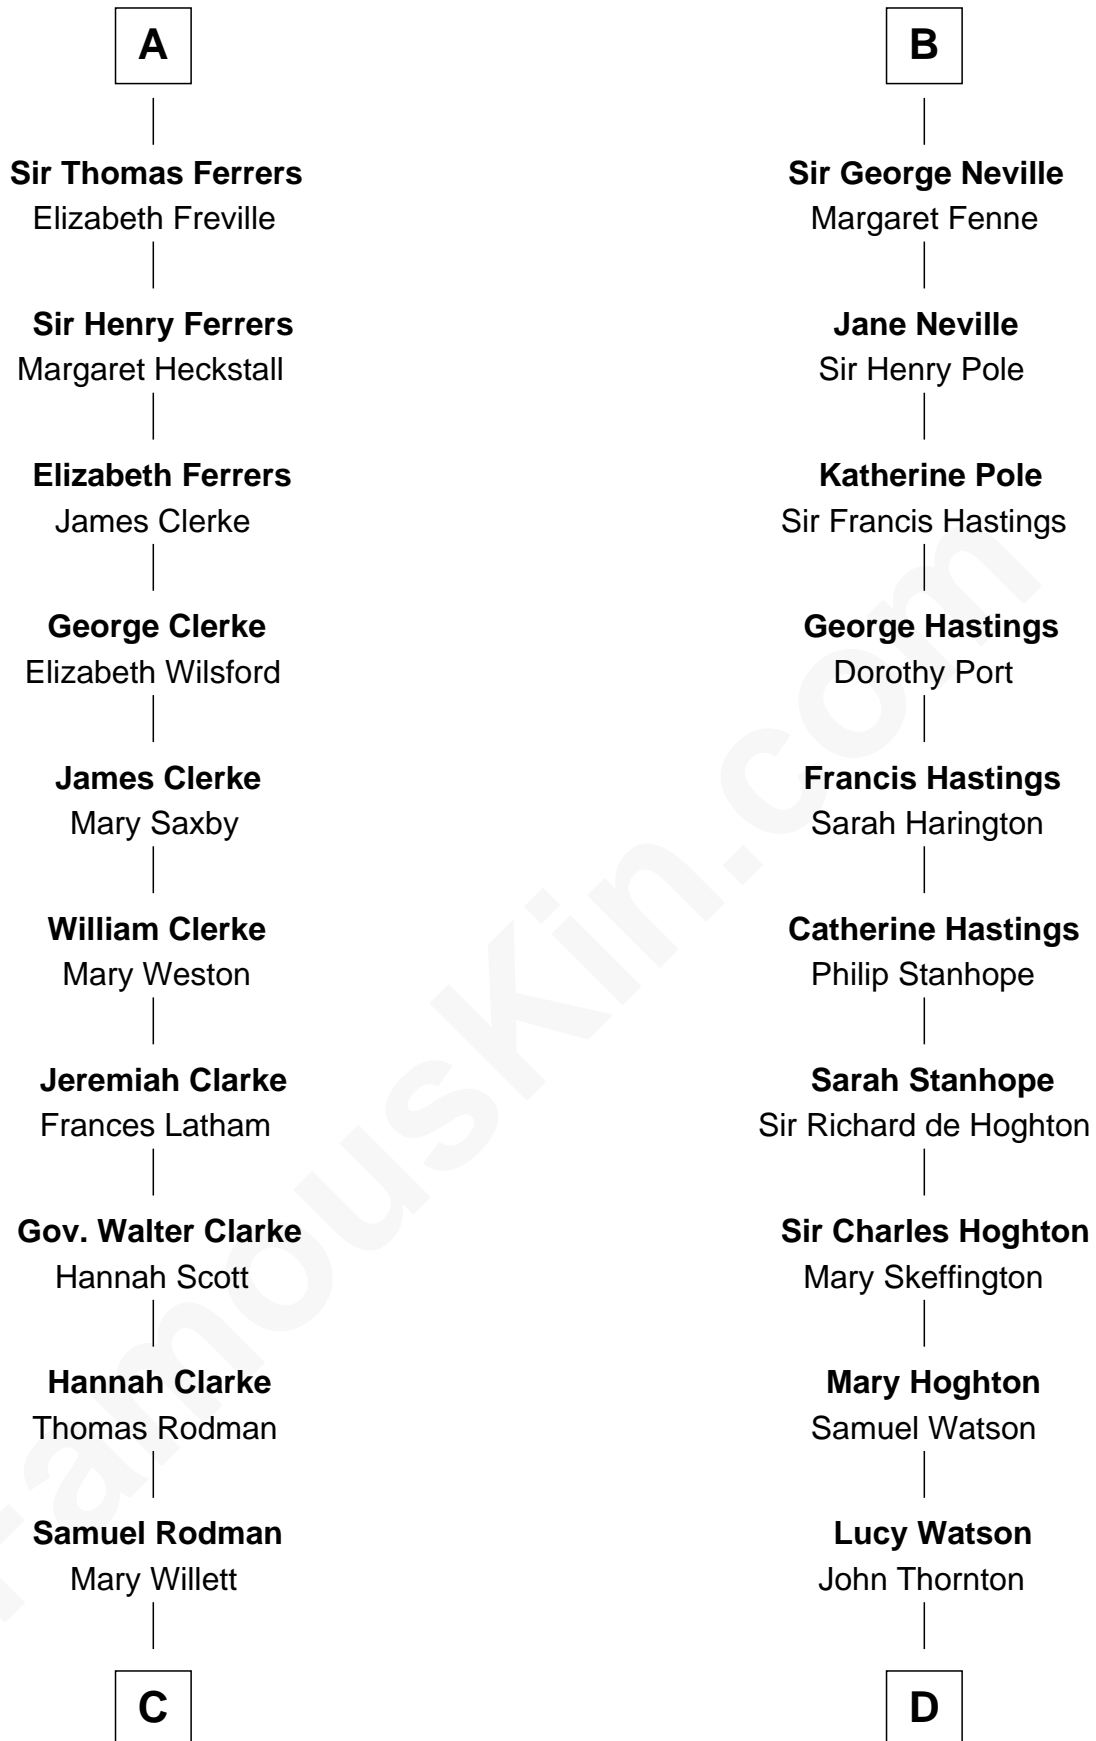 A
Sir Thomas Ferrers
Elizabeth Freville
Sir Henry Ferrers
Margaret Heckstall
Elizabeth Ferrers
James Clerke
George Clerke
Elizabeth Wilsford
James Clerke
Mary Saxby
William Clerke
Mary Weston
Jeremiah Clarke
Frances Latham
Gov. Walter Clarke
Hannah Scott
Hannah Clarke
Thomas Rodman
Samuel Rodman
Mary Willett
C
B
Sir George Neville
Margaret Fenne
Jane Neville
Sir Henry Pole
Katherine Pole
Sir Francis Hastings
George Hastings
Dorothy Port
Francis Hastings
Sarah Harington
Catherine Hastings
Philip Stanhope
Sarah Stanhope
Sir Richard de Hoghton
Sir Charles Hoghton
Mary Skeffington
Mary Hoghton
Samuel Watson
Lucy Watson
John Thornton
D
FamousKin.com